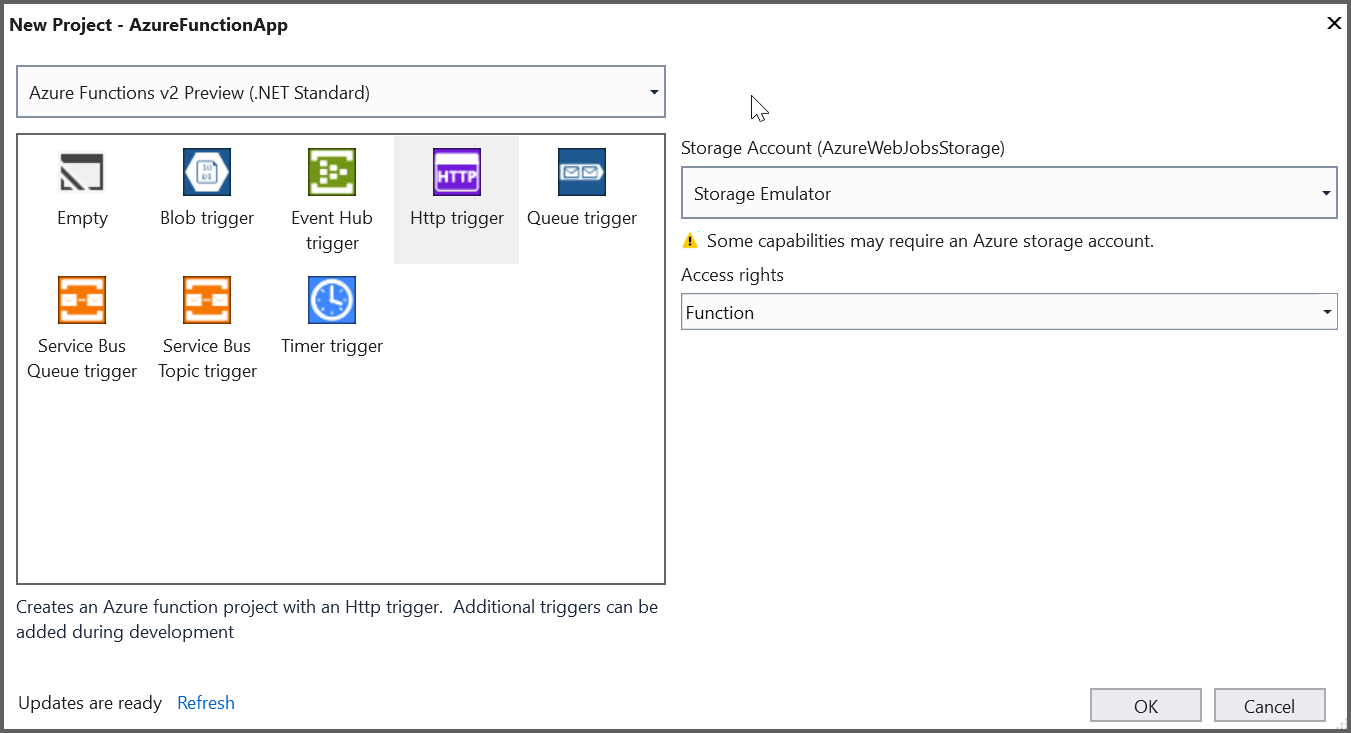 New Project - AzureFunctionApp
Azure Functions v2 Preview (.NET Standard)
Empty
Blob trigger
Event Hub
trigger
HTTP
Http trigger
Queue trigger
Service Bus
Queue trigger
Service Bus
Topic trigger
Timer trigger
Creates an Azure function project with an Http trigger.  Additional triggers can be
added during development
Storage Account (AzureWebJobsStorage)
Storage Emulator
Some capabilities may require an Azure storage account.
Access rights
Function
Updates are ready Refresh
OK
Cancel